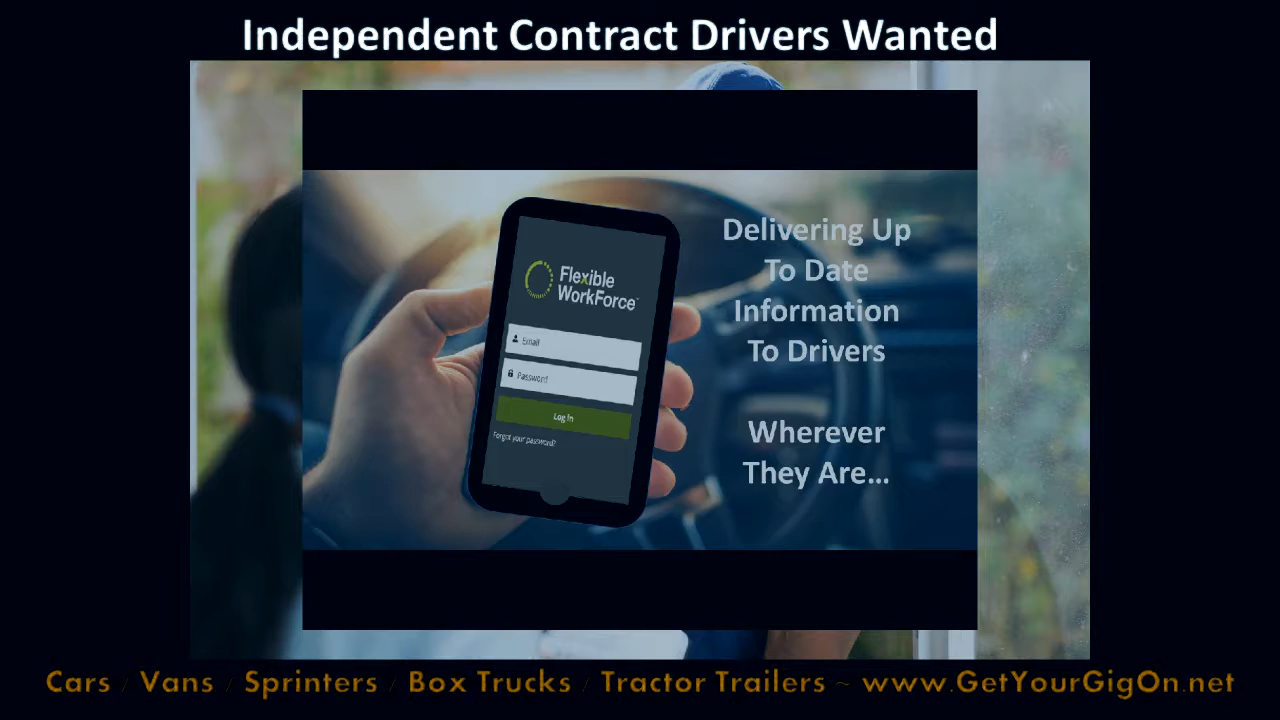 Independent Contract Drivers Wanted
Delivering Up
To Date
Information
To Drivers
Wherever
They Are...
Flexible
WorkForce
Email
Password
Log In
Forgot your password?
Cars / Vans / Sprinters / Box Trucks / Tractor Trailers ~ www.GetYourGigOn.net